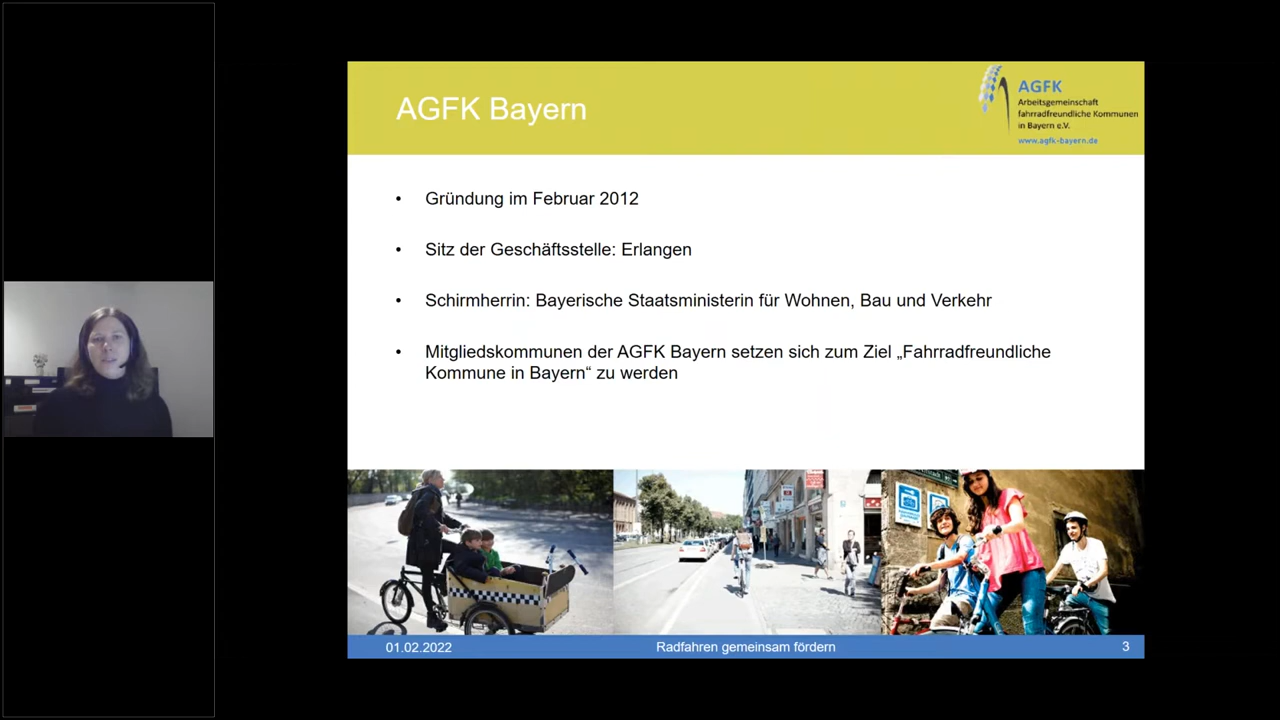 AGFK Bayern
AGFK
Arbeitsgemeinschaft
fahrradfreundliche Kommunen
in Bayern e.V.
www.agfk-bayern.de
• Gründung im Februar 2012
• Sitz der Geschäftsstelle: Erlangen
• Schirmherrin: Bayerische Staatsministerin für Wohnen, Bau und Verkehr
• Mitgliedskommunen der AGFK Bayern setzen sich zum Ziel „Fahrradfreundliche
Kommune in Bayern“ zu werden
01.02.2022
Radfahren gemeinsam fördern
3